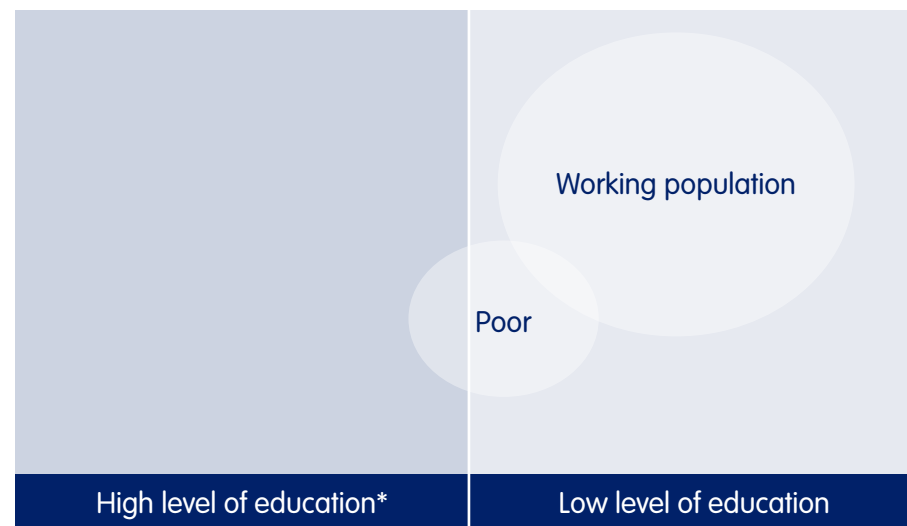 Working population
Poor
High level of education*
Low level of education